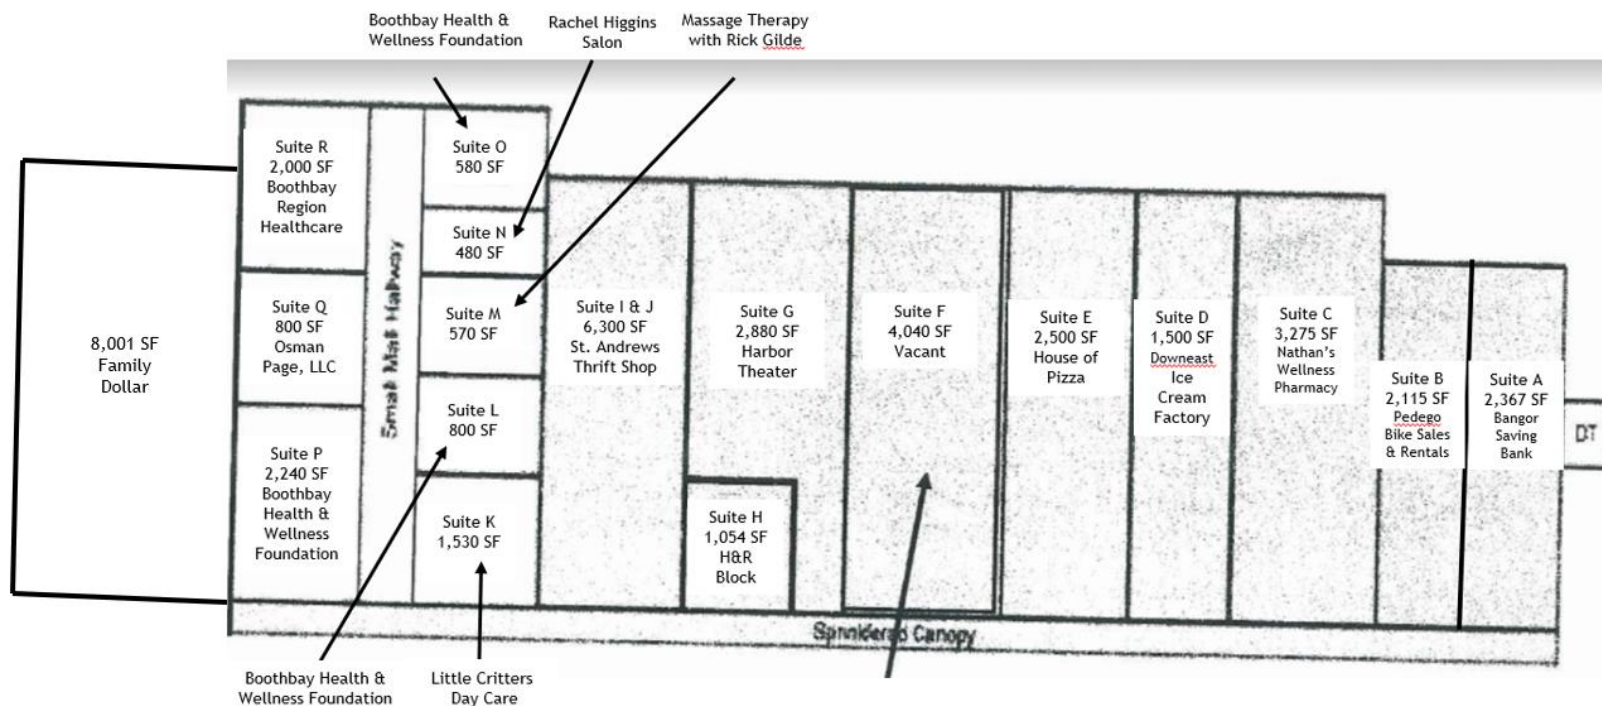 Boothbay Health &
Wellness Foundation
Rachel Higgins
Salon
Massage Therapy
with Rick Gilde
Suite R
2,000 SF
Boothbay
Region
Healthcare
Suite O
580 SF
Suite N
480 SF
Small Mall Hallway
Suite Q
800 SF
Osman
Page, LLC
Suite M
570 SF
8,001 SF
Family
Dollar
Suite I & J
6,300 SF
St. Andrews
Thrift Shop
Suite G
2,880 SF
Harbor
Theater
Suite F
4,040 SF
Vacant
Suite E
2,500 SF
House of
Pizza
Suite D
1,500 SF
Downeast
Ice
Cream
Factory
Suite C
3,275 SF
Nathan's
Wellness
Pharmacy
Suite B
2,115 SF
Pedego
Bike Sales
& Rentals
Suite A
2,367 SF
Bangor
Saving
Bank
DT
Suite L
800 SF
Suite P
2,240 SF
Boothbay
Health &
Wellness
Foundation
Suite K
1,530 SF
Suite H
1,054 SF
H&R
Block
Canopy
Boothbay Health &
Wellness Foundation
Little Critters
Day Care